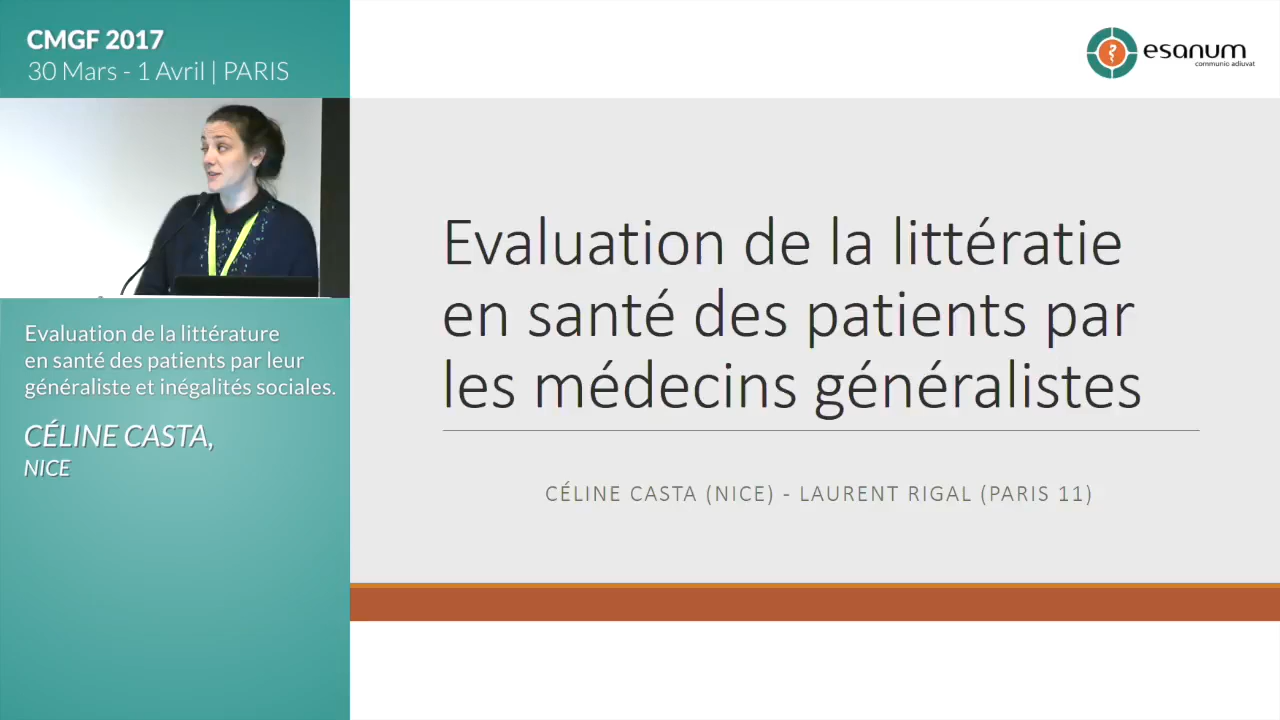 CMGF 2017
30 Mars - 1 Avril | PARIS
esanum
communio adiuvat
Evaluation de la littératie
en santé des patients par
les médecins généralistes
CÉLINE CASTA (NICE) - LAURENT RIGAL (PARIS 11)
Evaluation de la littérature
en santé des patients par leur
généraliste et inégalités sociales.
CÉLINE CASTA,
NICE